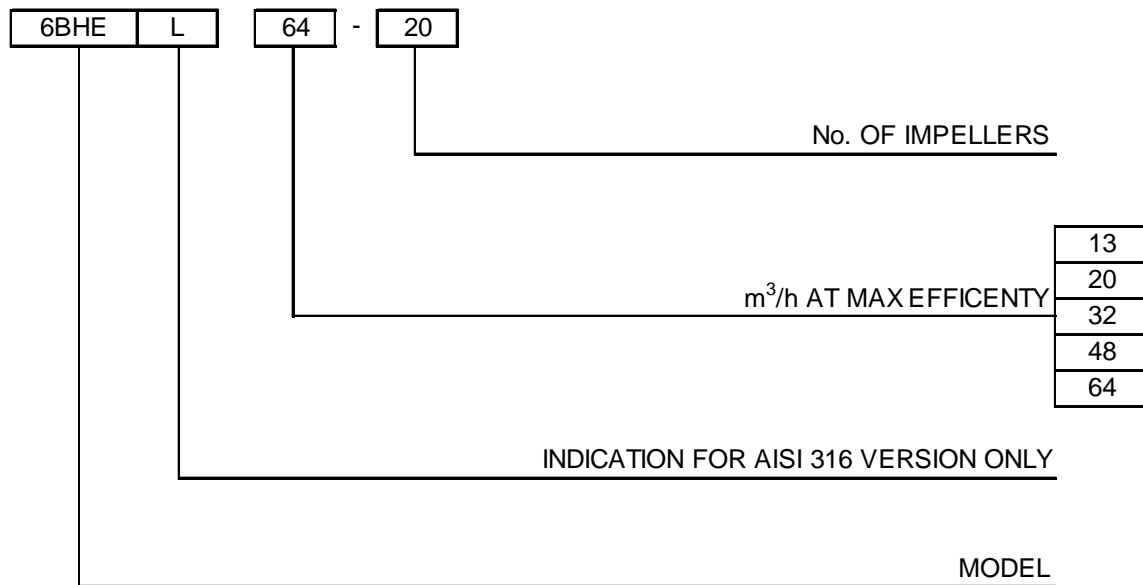 6BHE L 64 - 20
No. OF IMPELLERS
13
20
m³/h AT MAX EFFICENTY
32
48
64
INDICATION FOR AISI 316 VERSION ONLY
MODEL